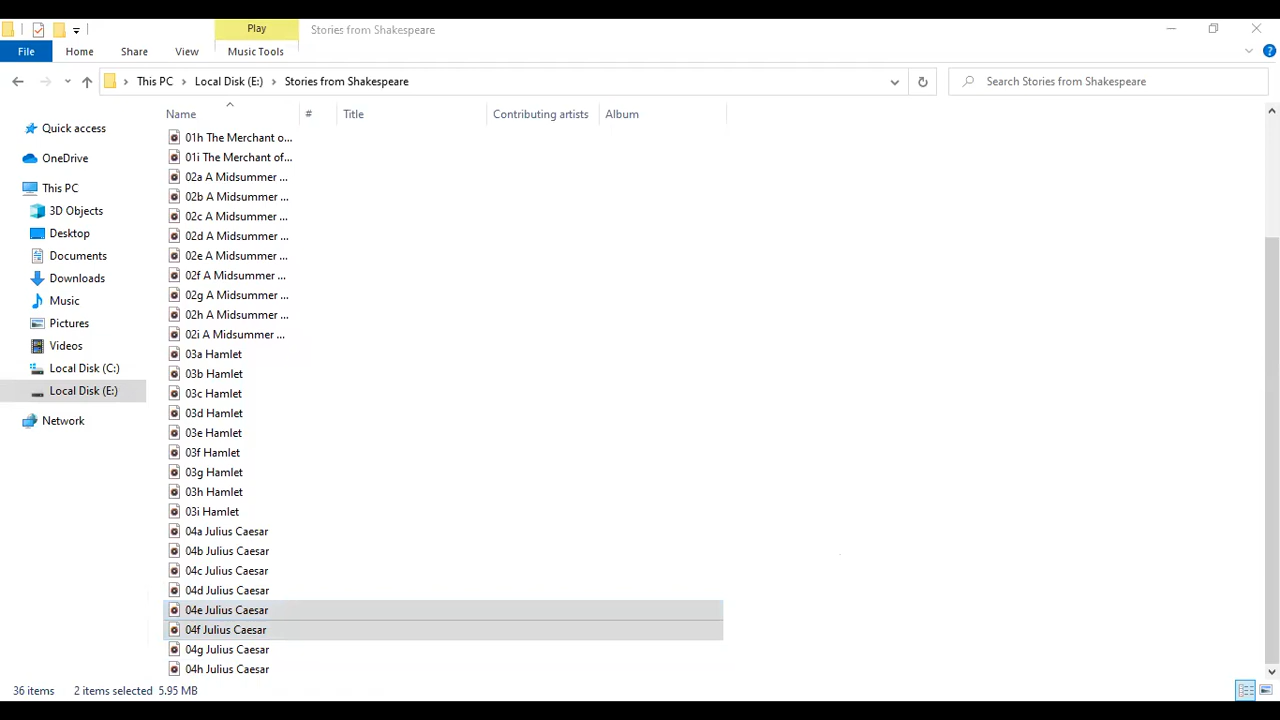 Play
Stories from Shakespeare
File
Home
Share
View
Music Tools
This PC
Local Disk (E:)
Stories from Shakespeare
Search Stories from Shakespeare
Name
#
Title
Contributing artists
Album
Quick access
OneDrive
This PC
3D Objects
Desktop
Documents
Downloads
Music
Pictures
Videos
Local Disk (C:)
Local Disk (E:)
Network
01h The Merchant o...
01i The Merchant of...
02a A Midsummer ...
02b A Midsummer ...
02c A Midsummer ...
02d A Midsummer ...
02e A Midsummer ...
02f A Midsummer ...
02g A Midsummer ...
02h A Midsummer ...
02i A Midsummer ...
03a Hamlet
03b Hamlet
03c Hamlet
03d Hamlet
03e Hamlet
03f Hamlet
03g Hamlet
03h Hamlet
03i Hamlet
04a Julius Caesar
04b Julius Caesar
04c Julius Caesar
04d Julius Caesar
04e Julius Caesar
04f Julius Caesar
04g Julius Caesar
04h Julius Caesar
36 items
2 items selected 5.95 MB